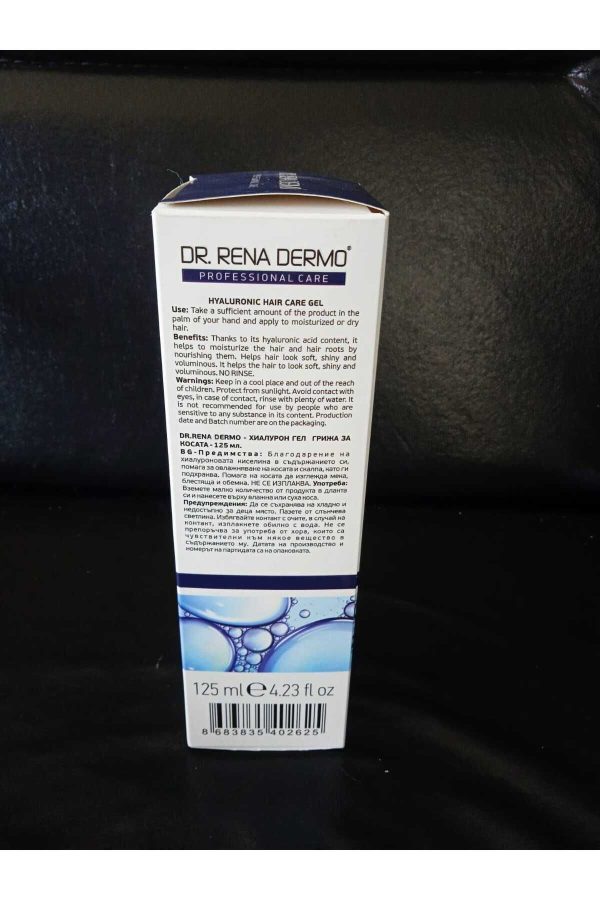 DR. RENA DERMO®
PROFESSIONAL CARE
HYALURONIC HAIR CARE GEL
Use: Take a sufficient amount of the product in the
palm of your hand and apply to moisturized or dry
hair.
Benefits: Thanks to its hyaluronic acid content, it
helps to moisturize the hair and hair roots by
nourishing them. Helps hair look soft, shiny and
voluminous. It helps the hair to look soft, shiny and
voluminous. NO RINSE.
Warnings: Keep in a cool place and out of the reach
of children. Protect from sunlight. Avoid contact with
eyes, in case of contact, rinse with plenty of water. It
is not recommended for use by people who are
sensitive to any substance in its content. Production
date and Batch number are on the packaging.
DR.RENA DERMO - ХИАЛУРОН ГЕЛ ГРИЖА ЗА
КОСАТА - 125 мл.
BG-Предимства: Благодарение на
хиалуроновата киселина в съдържанието си,
помага за овлажняване на косата и скалпа, като ги
подхранва. Помага на косата да изглежда мека,
блестяща и обемна. НЕ СЕ ИЗПЛАКВА. Употреба:
Вземете малко количество от продукта в дланта
си и нанесете върху влажна или суха коса.
Предупреждения: Да се съхранява на хладно и
недостъпно за деца място. Пазете от слънчева
светлина. Избягвайте контакт с очите, в случай на
контакт, изплакнете обилно с вода. Не се
препоръчва за употреба от хора, които са
чувствителни към някое вещество в
съдържанието му. Датата на производство и
номерът на партидата са на опаковката.
125 ml ℮ 4.23 fl oz
8 683835 402625